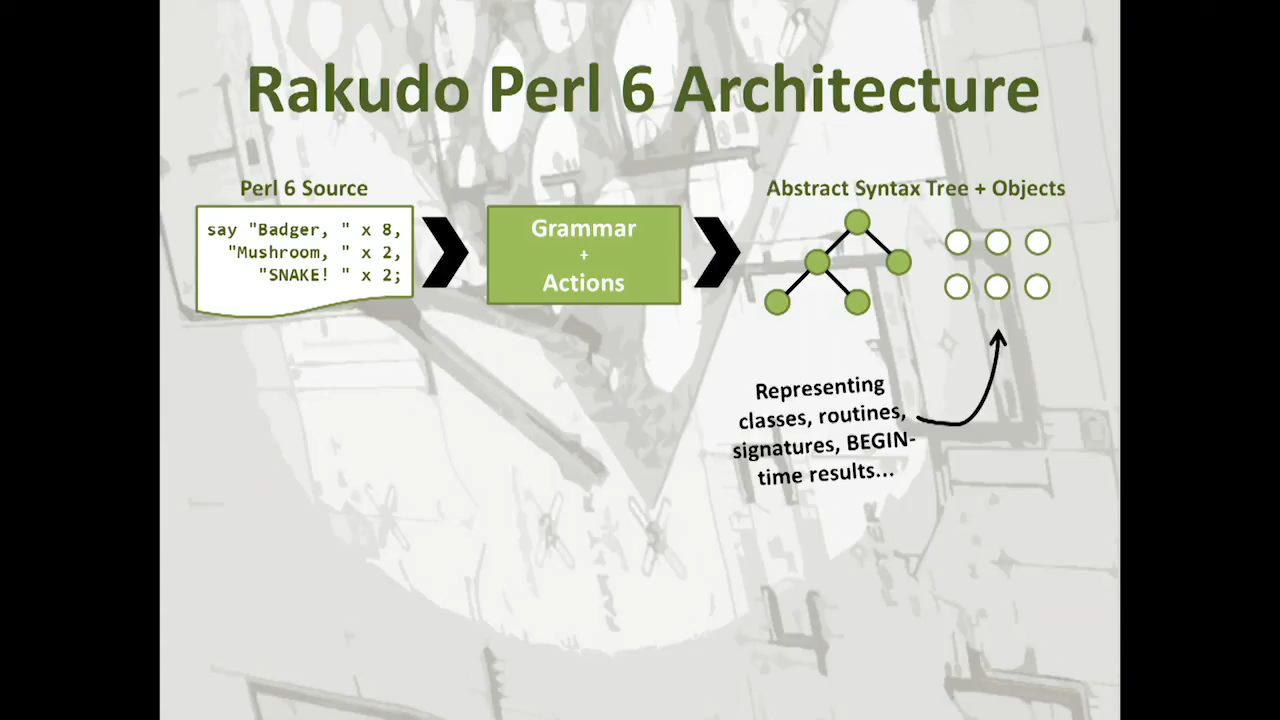 Rakudo Perl 6 Architecture
Perl 6 Source
say "Badger, " x 8,
"Mushroom, " x 2,
"SNAKE! " x 2;
Grammar
+
Actions
Abstract Syntax Tree + Objects
Representing
classes, routines,
signatures, BEGIN-
time results...